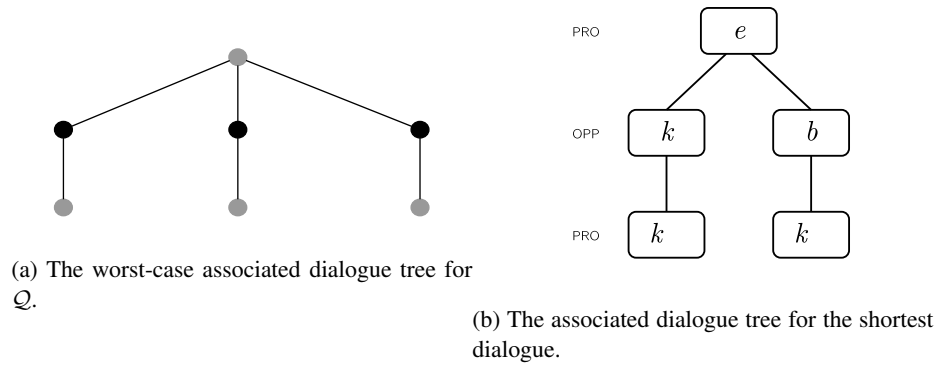 PRO
e
OPP
k
b
PRO
k
k
(a) The worst-case associated dialogue tree for
𝒬.
(b) The associated dialogue tree for the shortest
dialogue.